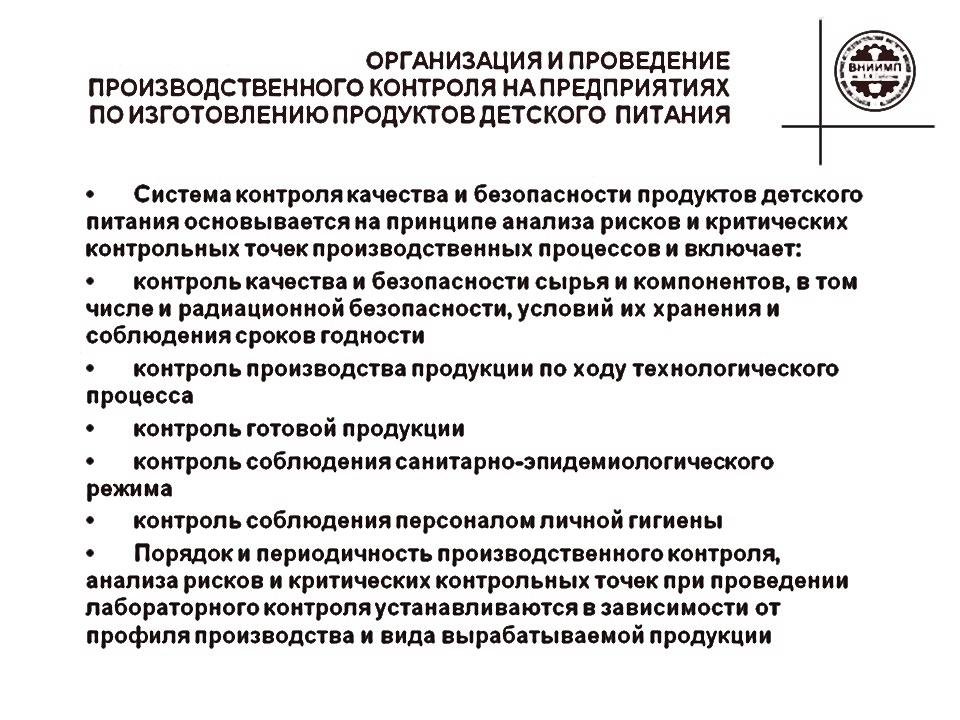 ОРГАНИЗАЦИЯ И ПРОВЕДЕНИЕ
ПРОИЗВОДСТВЕННОГО КОНТРОЛЯ НА ПРЕДПРИЯТИЯХ
ПО ИЗГОТОВЛЕНИЮ ПРОДУКТОВ ДЕТСКОГО ПИТАНИЯ
ВНИИМП
• Система контроля качества и безопасности продуктов детского
питания основывается на принципе анализа рисков и критических
контрольных точек производственных процессов и включает:
• контроль качества и безопасности сырья и компонентов, в том
числе и радиационной безопасности, условий их хранения и
соблюдения сроков годности
• контроль производства продукции по ходу технологического
процесса
• контроль готовой продукции
• контроль соблюдения санитарно-эпидемиологического
режима
• контроль соблюдения персоналом личной гигиены
• Порядок и периодичность производственного контроля,
анализа рисков и критических контрольных точек при проведении
лабораторного контроля устанавливаются в зависимости от
профиля производства и вида вырабатываемой продукции